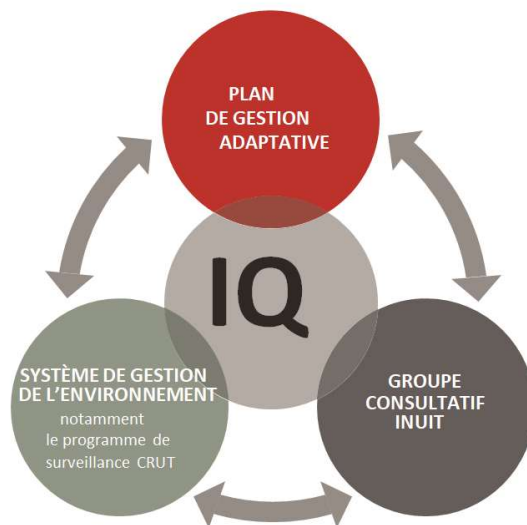 PLAN
DE GESTION
ADAPTATIVE
IQ
SYSTÈME DE GESTION
DE L’ENVIRONNEMENT
notamment
le programme de
surveillance CRUT
GROUPE
CONSULTATIF
INUIT